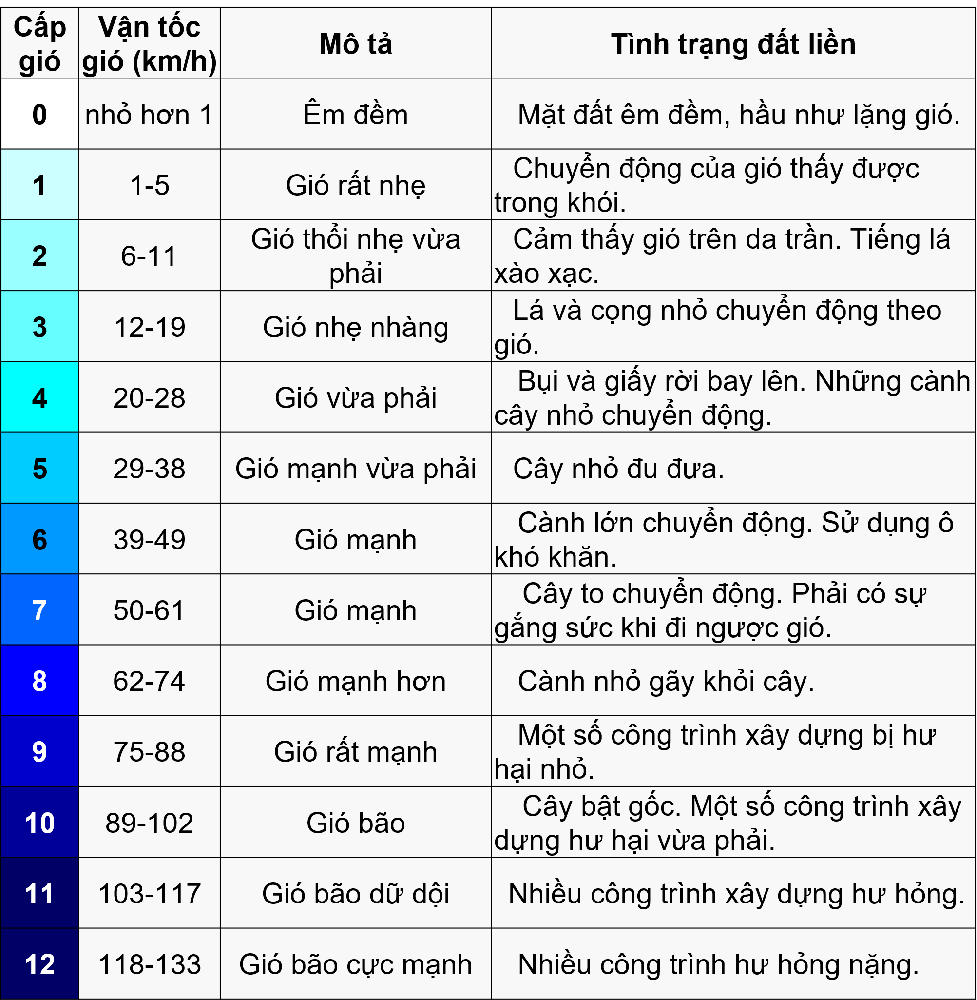 Cấp gió
Vận tốc gió (km/h)
Mô tả
Tình trạng đất liền
0
nhỏ hơn 1
Êm đềm
Mặt đất êm đềm, hầu như lặng gió.
1
1-5
Gió rất nhẹ
Chuyển động của gió thấy được
trong khói.
2
6-11
Gió thổi nhẹ vừa
phải
Cảm thấy gió trên da trần. Tiếng lá
xào xạc.
3
12-19
Gió nhẹ nhàng
Lá và cọng nhỏ chuyển động theo
gió.
4
20-28
Gió vừa phải
Bụi và giấy rời bay lên. Những cành
cây nhỏ chuyển động.
5
29-38
Gió mạnh vừa phải
Cây nhỏ đu đưa.
6
39-49
Gió mạnh
Cành lớn chuyển động. Sử dụng ô
khó khăn.
7
50-61
Gió mạnh
Cây to chuyển động. Phải có sự
gắng sức khi đi ngược gió.
8
62-74
Gió mạnh hơn
Cành nhỏ gãy khỏi cây.
9
75-88
Gió rất mạnh
Một số công trình xây dựng bị hư
hại nhỏ.
10
89-102
Gió bão
Cây bật gốc. Một số công trình xây
dựng hư hại vừa phải.
11
103-117
Gió bão dữ dội
Nhiều công trình xây dựng hư hỏng.
12
118-133
Gió bão cực mạnh
Nhiều công trình hư hỏng nặng.